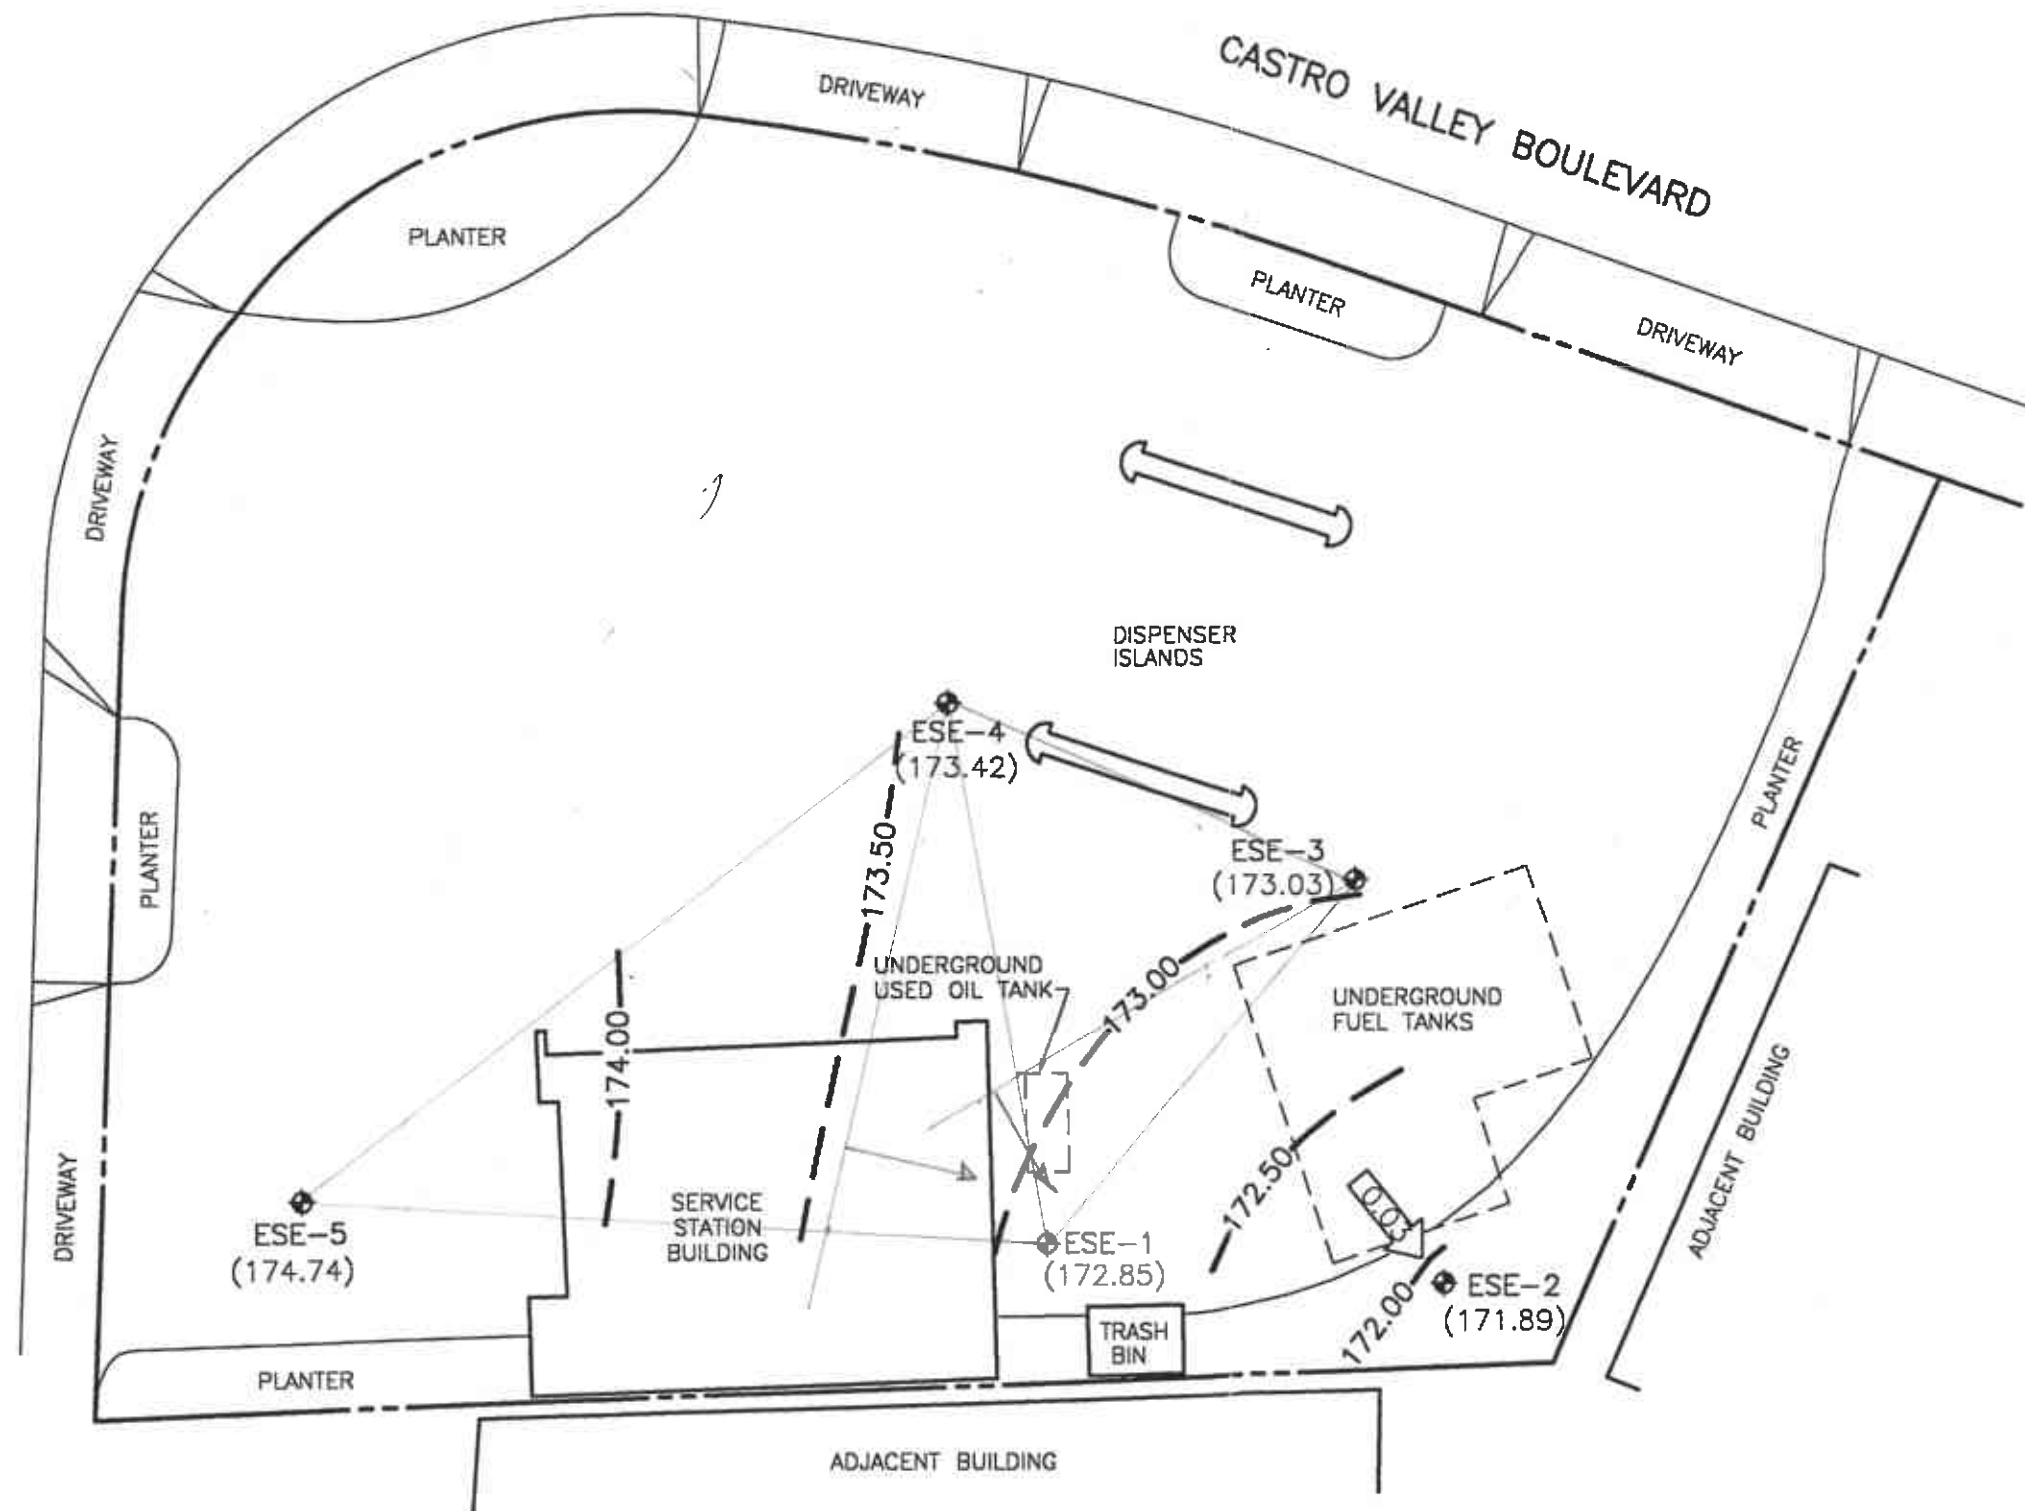 CASTRO VALLEY BOULEVARD
DRIVEWAY
PLANTER
PLANTER
DRIVEWAY
DRIVEWAY
DISPENSER
ISLANDS
ESE-4
(173.42)
PLANTER
PLANTER
173.50
ESE-3
(173.03)
UNDERGROUND
USED OIL TANK
173.00
UNDERGROUND
FUEL TANKS
174.00
ADJACENT BUILDING
172.50
0.03
DRIVEWAY
ESE-5
(174.74)
SERVICE
STATION
BUILDING
ESE-1
(172.85)
ESE-2
(171.89)
172.00
TRASH
BIN
PLANTER
ADJACENT BUILDING